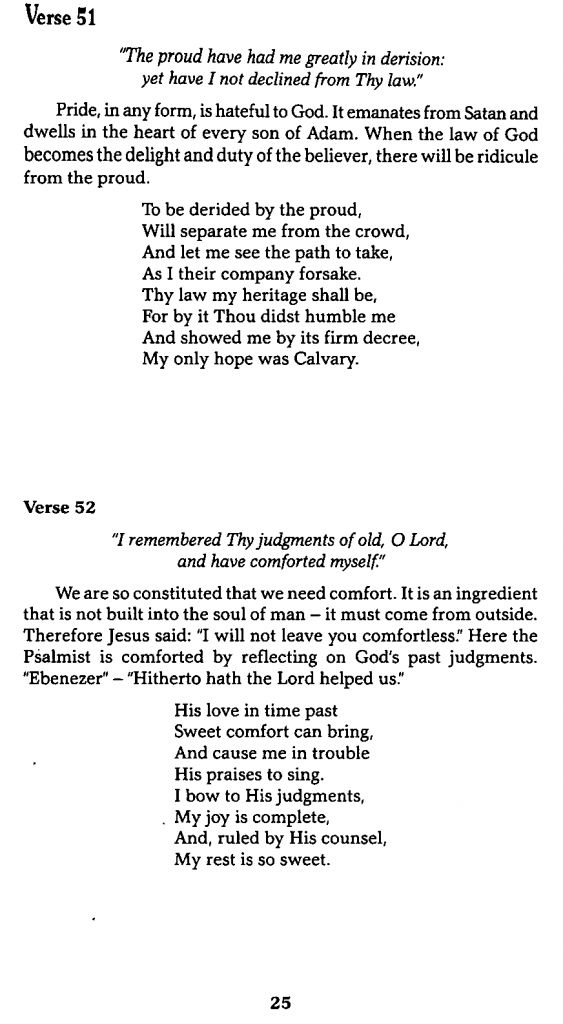 Verse 51
"The proud have had me greatly in derision:
yet have I not declined from Thy law."
Pride, in any form, is hateful to God. It emanates from Satan and
dwells in the heart of every son of Adam. When the law of God
becomes the delight and duty of the believer, there will be ridicule
from the proud.
To be derided by the proud,
Will separate me from the crowd,
And let me see the path to take,
As I their company forsake.
Thy law my heritage shall be,
For by it Thou didst humble me
And showed me by its firm decree,
My only hope was Calvary.
Verse 52
"I remembered Thy judgments of old, O Lord,
and have comforted myself."
We are so constituted that we need comfort. It is an ingredient
that is not built into the soul of man – it must come from outside.
Therefore Jesus said: "I will not leave you comfortless." Here the
Psalmist is comforted by reflecting on God's past judgments.
"Ebenezer" – "Hitherto hath the Lord helped us."
His love in time past
Sweet comfort can bring,
And cause me in trouble
His praises to sing.
I bow to His judgments,
My joy is complete,
And, ruled by His counsel,
My rest is so sweet.
25